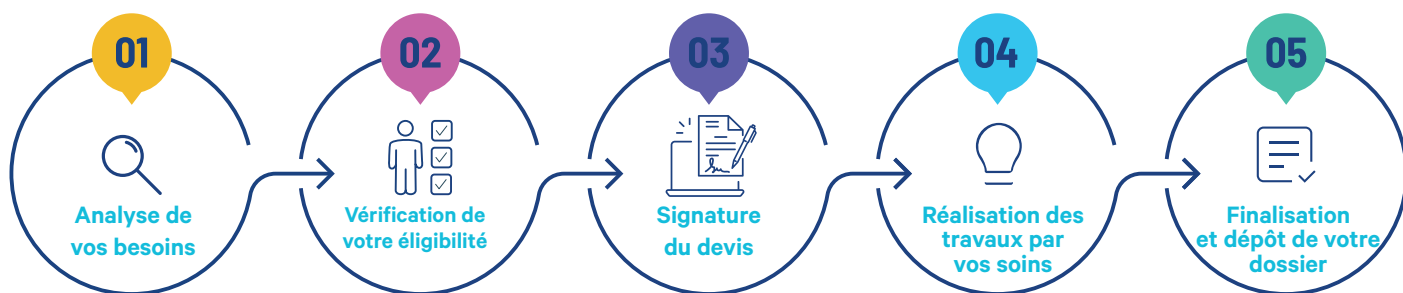 01
Analyse de
vos besoins
02
Vérification de
votre éligibilité
03
Signature
du devis
04
Réalisation des
travaux par
vos soins
05
Finalisation
et dépôt de votre
dossier